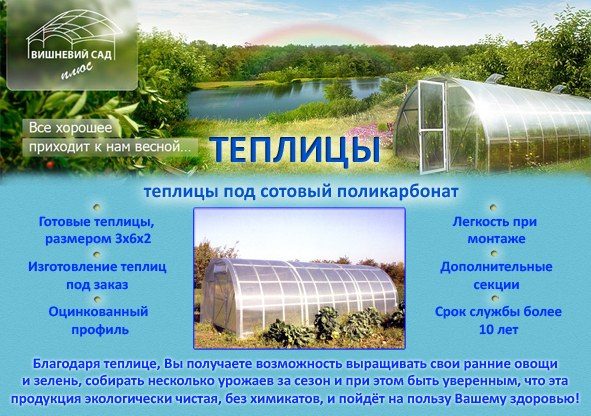 ВИШНЕВИЙ САД
плюс
Все хорошее
приходит к нам весной...
ТЕПЛИЦЫ
теплицы под сотовый поликарбонат
Готовые теплицы,
размером 3х6х2
Изготовление теплиц
под заказ
Оцинкованный
профиль
Легкость при
монтаже
Дополнительные
секции
Срок службы более
10 лет
Благодаря теплице, Вы получаете возможность выращивать свои ранние овощи
и зелень, собирать несколько урожаев за сезон и при этом быть уверенным, что эта
продукция экологически чистая, без химикатов, и пойдёт на пользу Вашему здоровью!